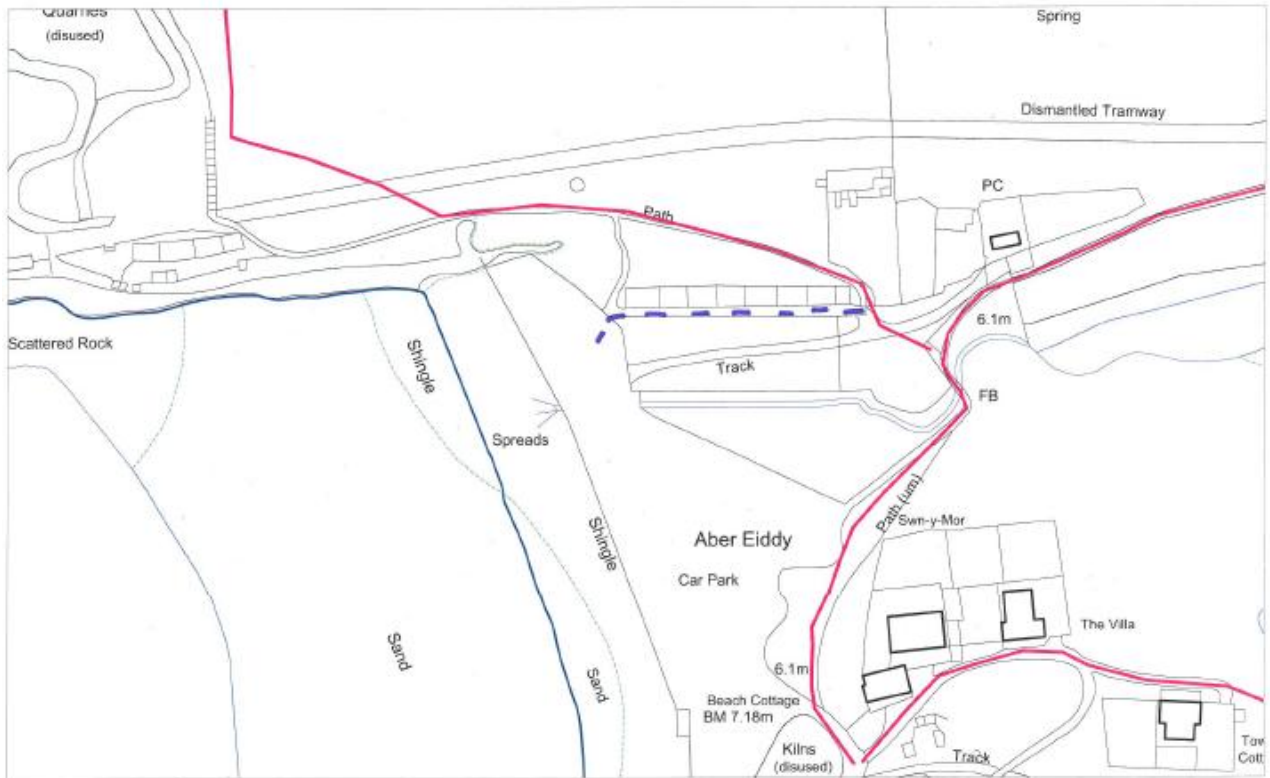 Quarries
(disused)
Spring
Dismantled Tramway
PC
Path
6.1m
Scattered Rock
Shingle
Track
FB
Spreads
Path (um)
Swn-y-Mor
Shingle
Aber Eiddy
Car Park
The Villa
Sand
Sand
6.1m
Beach Cottage
BM 7.18m
Kilns
(disused)
Track
Tow
Cott